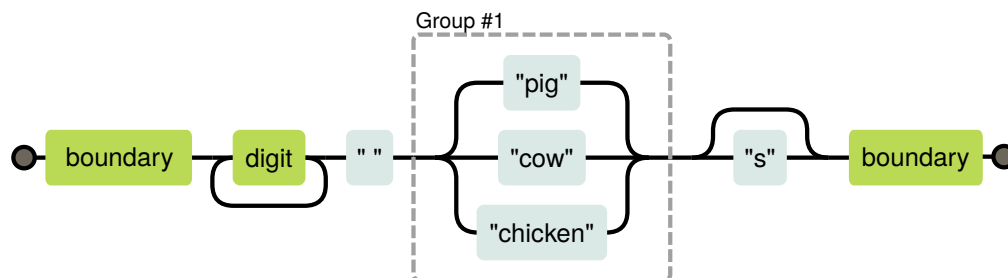 Group #1
"pig"
boundary digit " " "cow" "s" boundary
"chicken"